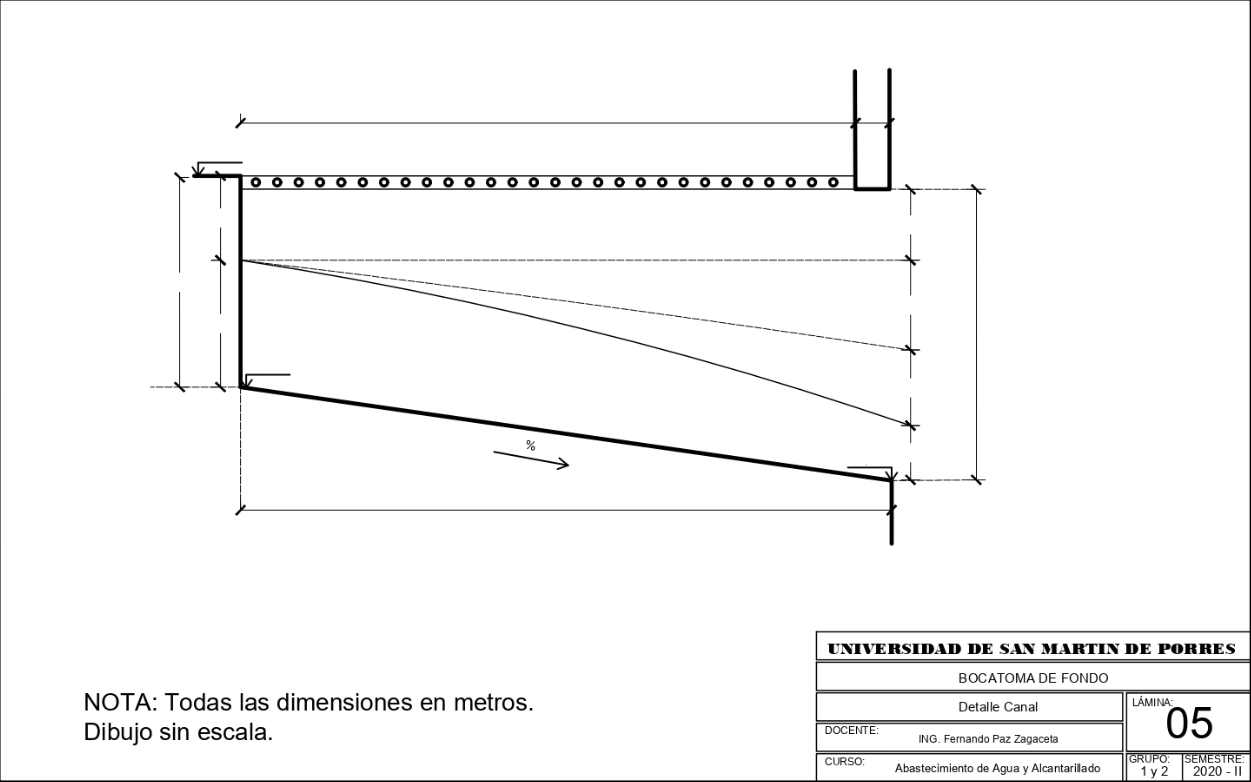 %
NOTA: Todas las dimensiones en metros.
Dibujo sin escala.
UNIVERSIDAD DE SAN MARTIN DE PORRES
BOCATOMA DE FONDO
Detalle Canal
LÁMINA:
05
DOCENTE:
ING. Fernando Paz Zagaceta
CURSO:
Abastecimiento de Agua y Alcantarillado
GRUPO:
1 y 2
SEMESTRE:
2020 - II